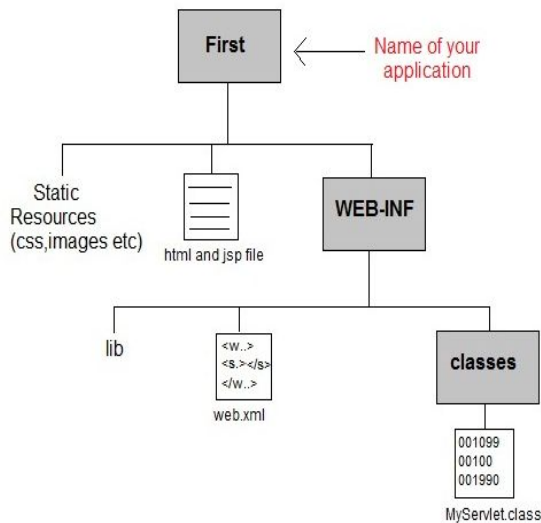 First
Name of your
application
Static
Resources
(css,images etc)
html and jsp file
WEB-INF
lib
<w..>
<s.></s>
</w..>
web.xml
classes
001099
00100
001990
MyServlet.class